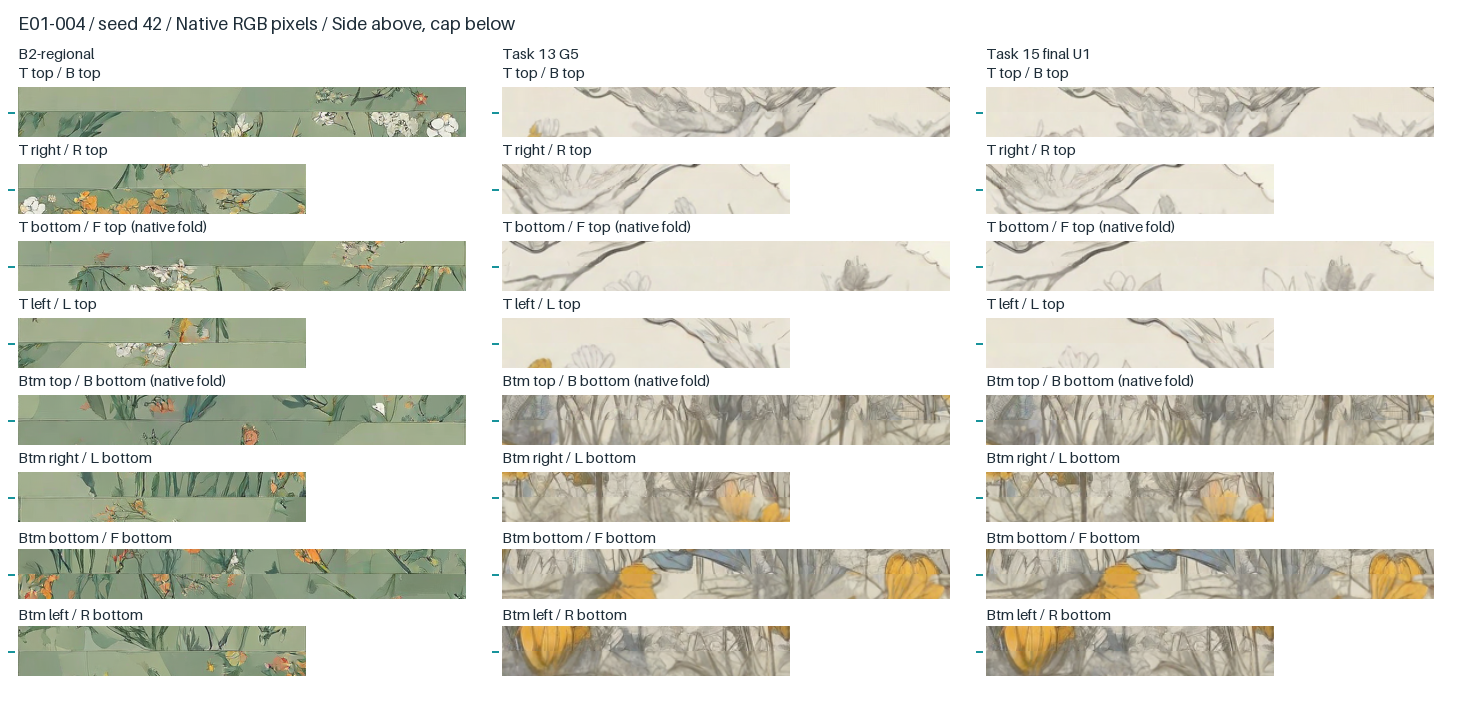 E01-004 / seed 42 / Native RGB pixels / Side above, cap below
B2-regional
T top / B top
T right / R top
T bottom / F top (native fold)
T left / L top
Btm top / B bottom (native fold)
Btm right / L bottom
Btm bottom / F bottom
Btm left / R bottom
Task 13 G5
T top / B top
T right / R top
T bottom / F top (native fold)
T left / L top
Btm top / B bottom (native fold)
Btm right / L bottom
Btm bottom / F bottom
Btm left / R bottom
Task 15 final U1
T top / B top
T right / R top
T bottom / F top (native fold)
T left / L top
Btm top / B bottom (native fold)
Btm right / L bottom
Btm bottom / F bottom
Btm left / R bottom